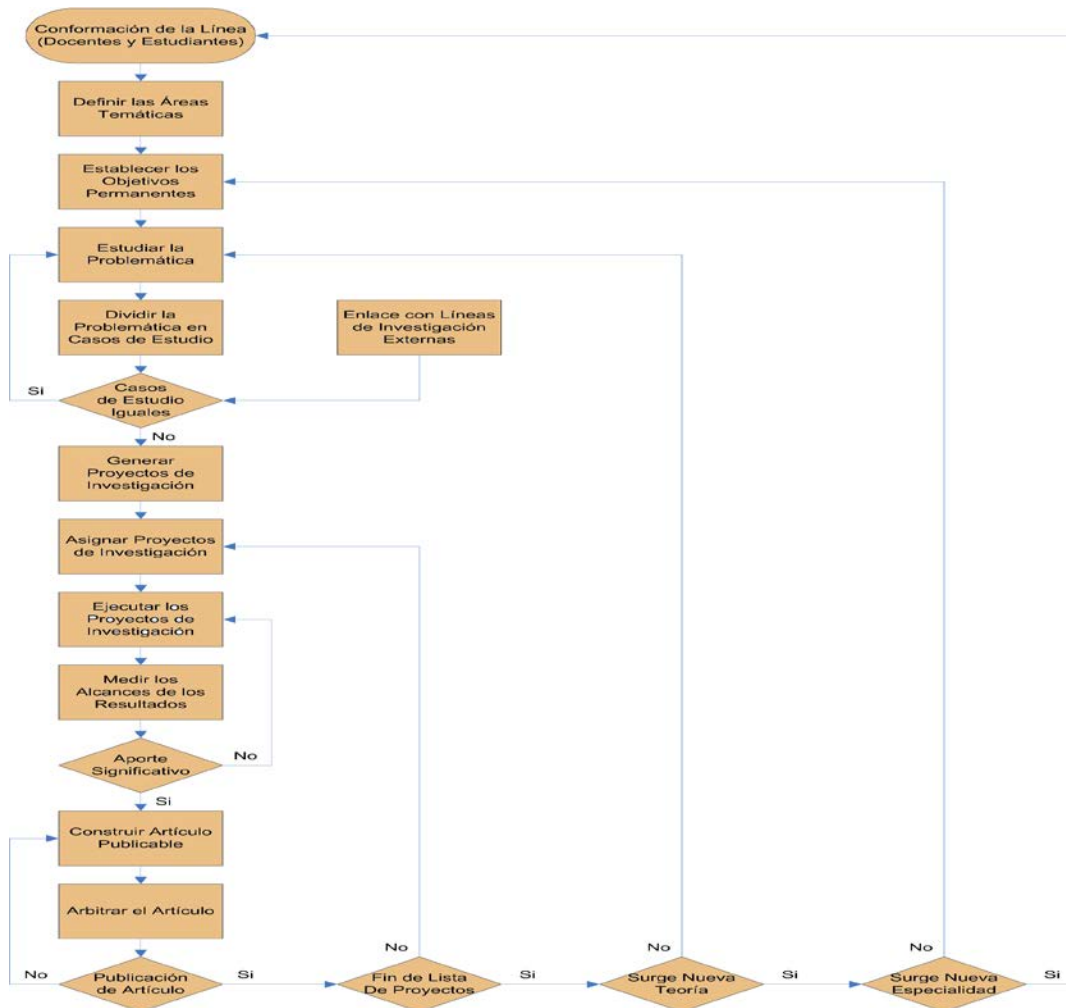 Conformación de la Línea
(Docentes y Estudiantes)
Definir las Áreas
Temáticas
Establecer los
Objetivos
Permanentes
Estudiar la
Problemática
Dividir la
Problemática en
Casos de Estudio
Enlace con Líneas
de Investigación
Externas
Si
Casos
de Estudio
Iguales
No
Generar
Proyectos de
Investigación
Asignar Proyectos
de Investigación
Ejecutar los
Proyectos de
Investigación
Medir los
Alcances de los
Resultados
Aporte
Significativo
No
Si
Construir Artículo
Publicable
Arbitrar el Artículo
No
Publicación
de Artículo
Si
No
Fin de Lista
De Proyectos
Si
No
Surge Nueva
Teoría
Si
No
Surge Nueva
Especialidad
Si